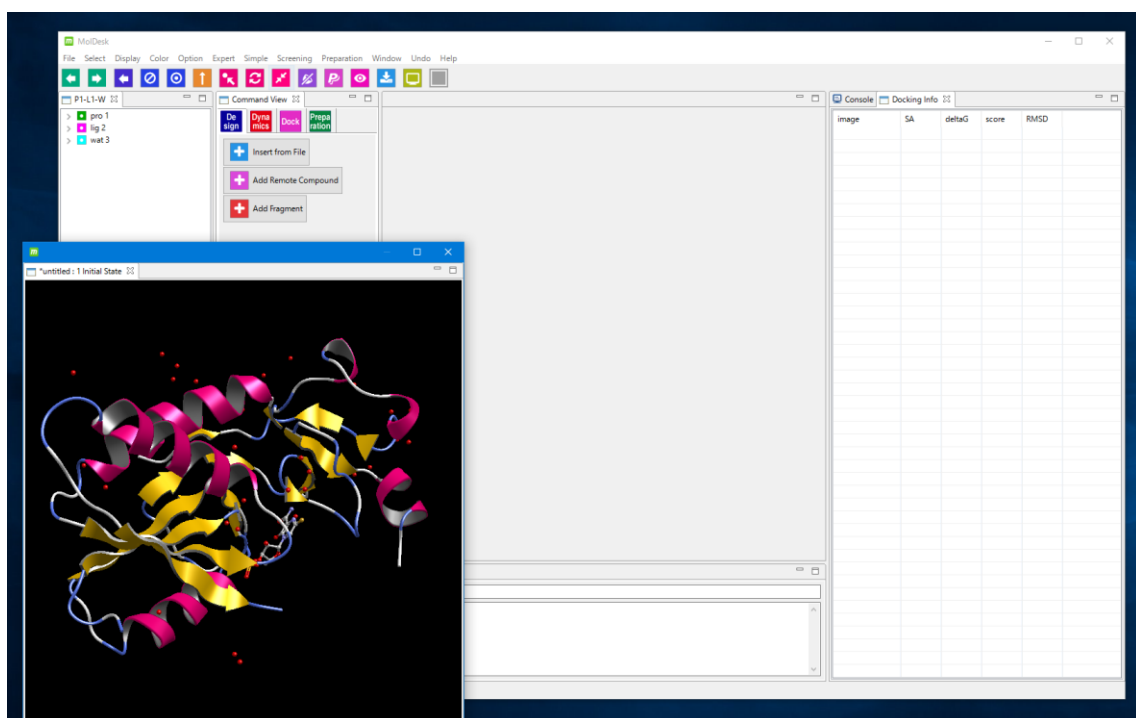 MolDesk
File Select Display Color Option Expert Simple Screening Preparation Window Undo Help
P1-L1-W
Command View
Console
Docking Info
pro 1
lig 2
wat 3
De
sign
Dyna
mics
Dock
Prepa
ration
image SA deltaG score RMSD
Insert from File
Add Remote Compound
Add Fragment
m
*untitled : 1 Initial State